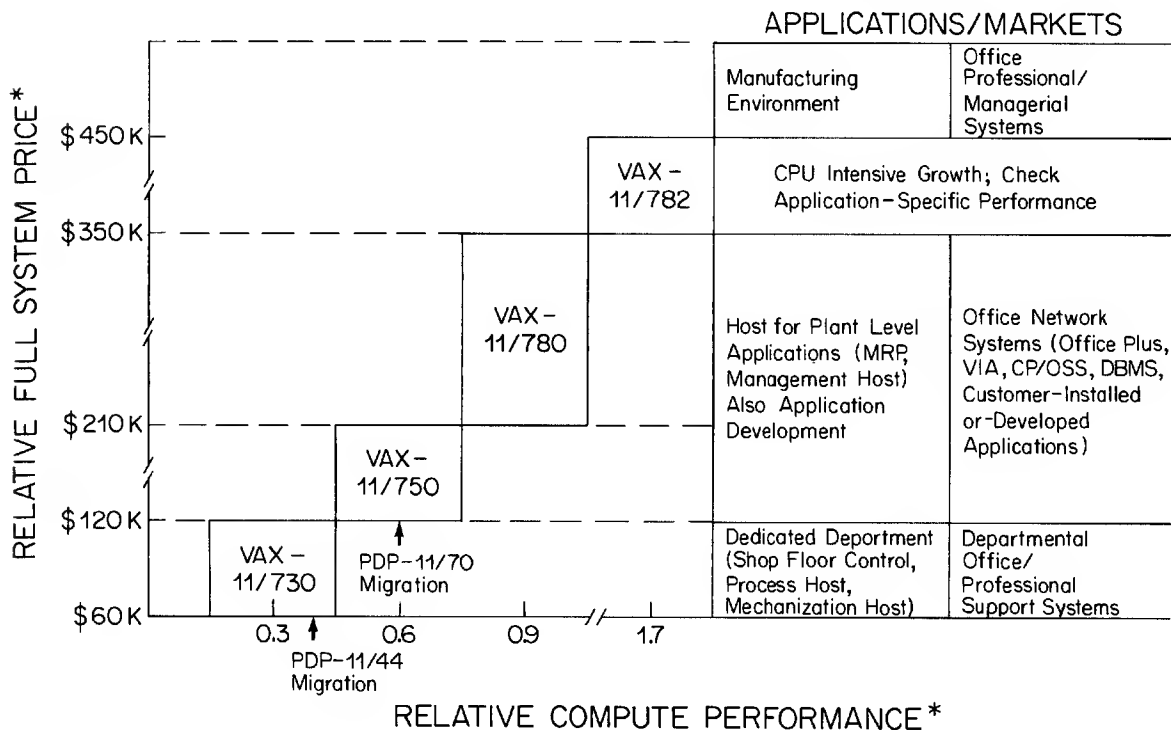 APPLICATIONS/MARKETS
RELATIVE FULL SYSTEM PRICE*
$450K
$350K
$210K
$120K
$60K
Manufacturing
Environment
Office
Professional/
Managerial
Systems
VAX-
11/782
CPU Intensive Growth; Check
Application-Specific Performance
VAX-
11/780
Host for Plant Level
Applications (MRP,
Management Host)
Also Application
Development
Office Network
Systems (Office Plus,
VIA, CP/OSS, DBMS,
Customer-Installed
or-Developed
Applications)
VAX-
11/750
VAX-
11/730
PDP-11/70
Migration
Dedicated Department
(Shop Floor Control,
Process Host,
Mechanization Host)
Departmental
Office/
Professional
Support Systems
0.3
0.6
0.9
1.7
PDP-11/44
Migration
RELATIVE COMPUTE PERFORMANCE*